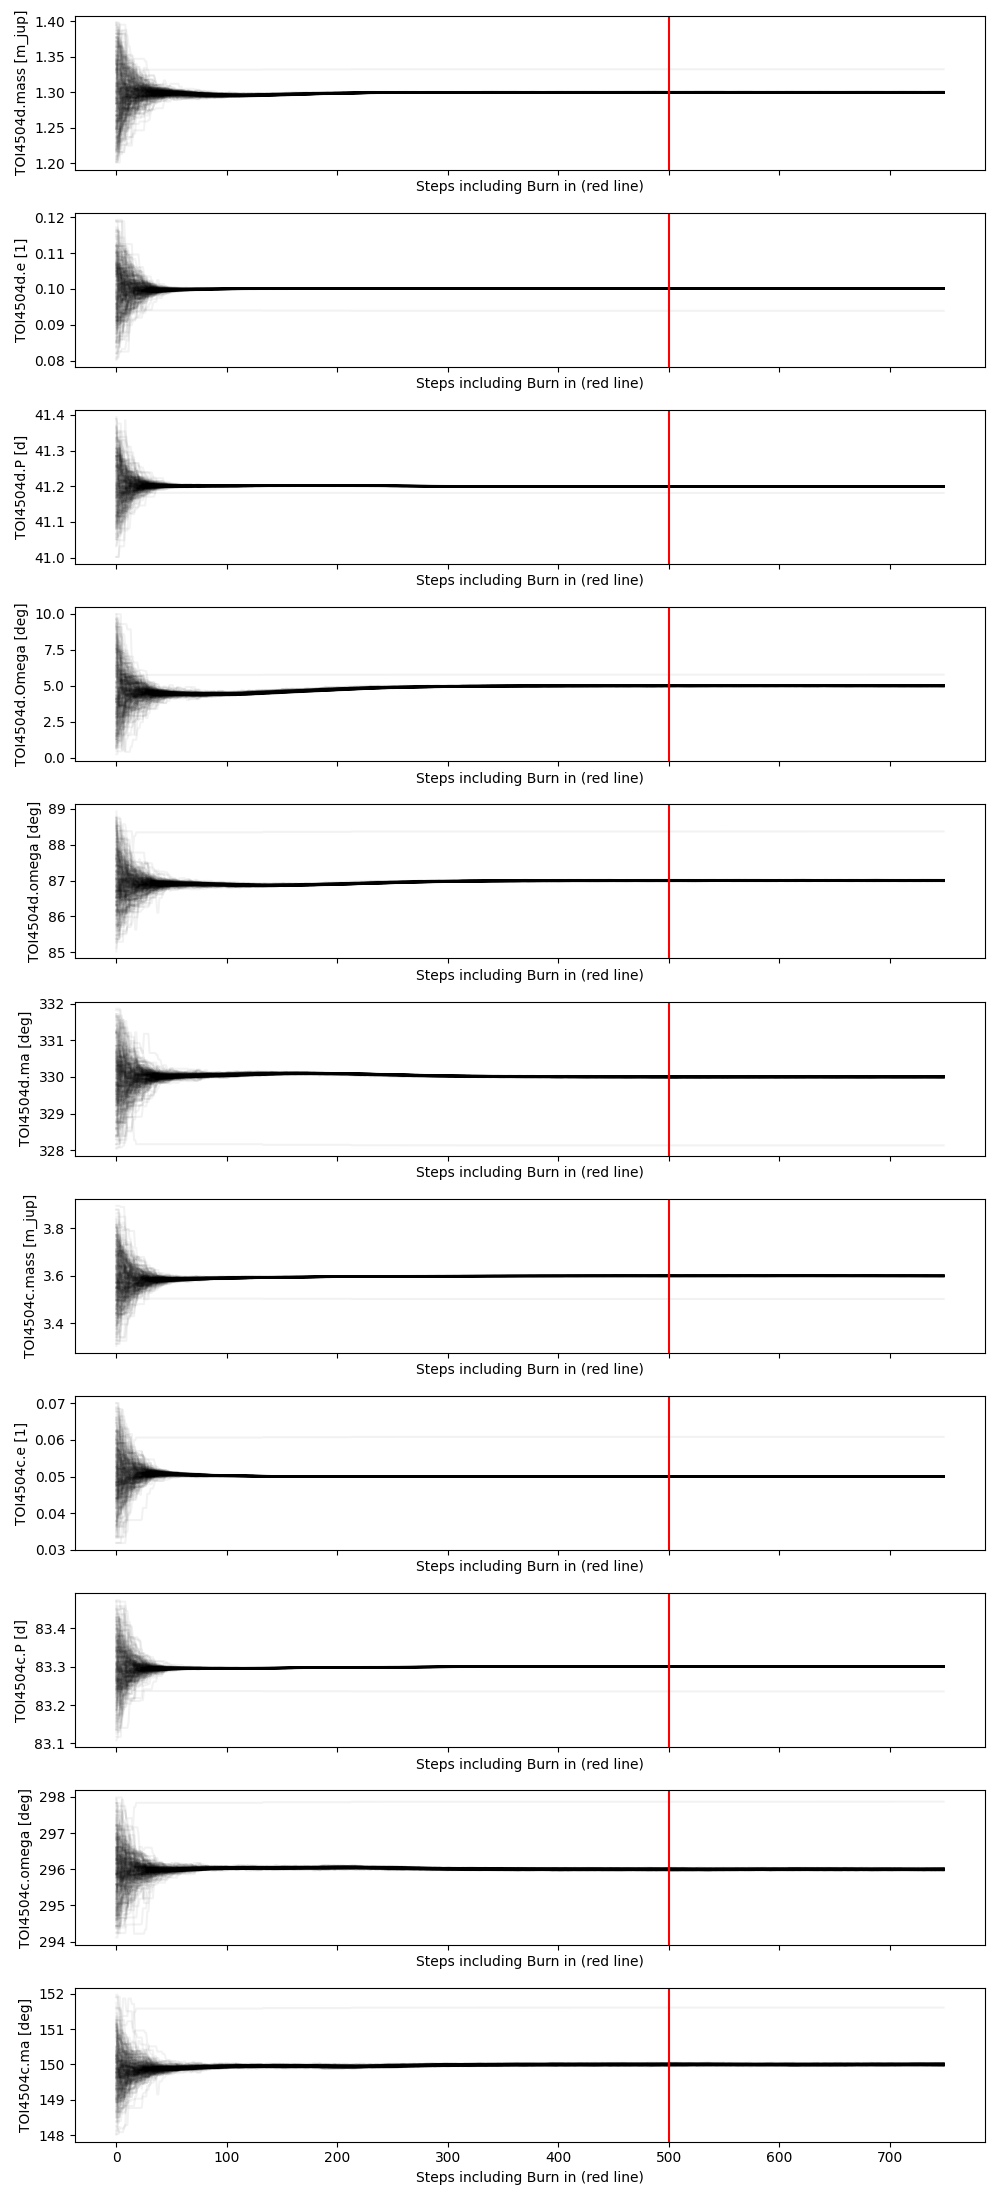 TOI4504d.mass [m_jup]
1.40
1.35
1.30
1.25
1.20
Steps including Burn in (red line)
TOI4504d.e [1]
0.12
0.11
0.10
0.09
0.08
Steps including Burn in (red line)
TOI4504d.P [d]
41.4
41.3
41.2
41.1
41.0
Steps including Burn in (red line)
TOI4504d.Omega [deg]
10.0
7.5
5.0
2.5
0.0
Steps including Burn in (red line)
TOI4504d.omega [deg]
89
88
87
86
85
Steps including Burn in (red line)
TOI4504d.ma [deg]
332
331
330
329
328
Steps including Burn in (red line)
TOI4504c.mass [m_jup]
3.8
3.6
3.4
Steps including Burn in (red line)
TOI4504c.e [1]
0.07
0.06
0.05
0.04
0.03
Steps including Burn in (red line)
TOI4504c.P [d]
83.4
83.3
83.2
83.1
Steps including Burn in (red line)
TOI4504c.omega [deg]
298
297
296
295
294
Steps including Burn in (red line)
TOI4504c.ma [deg]
152
151
150
149
148
0 100 200 300 400 500 600 700
Steps including Burn in (red line)